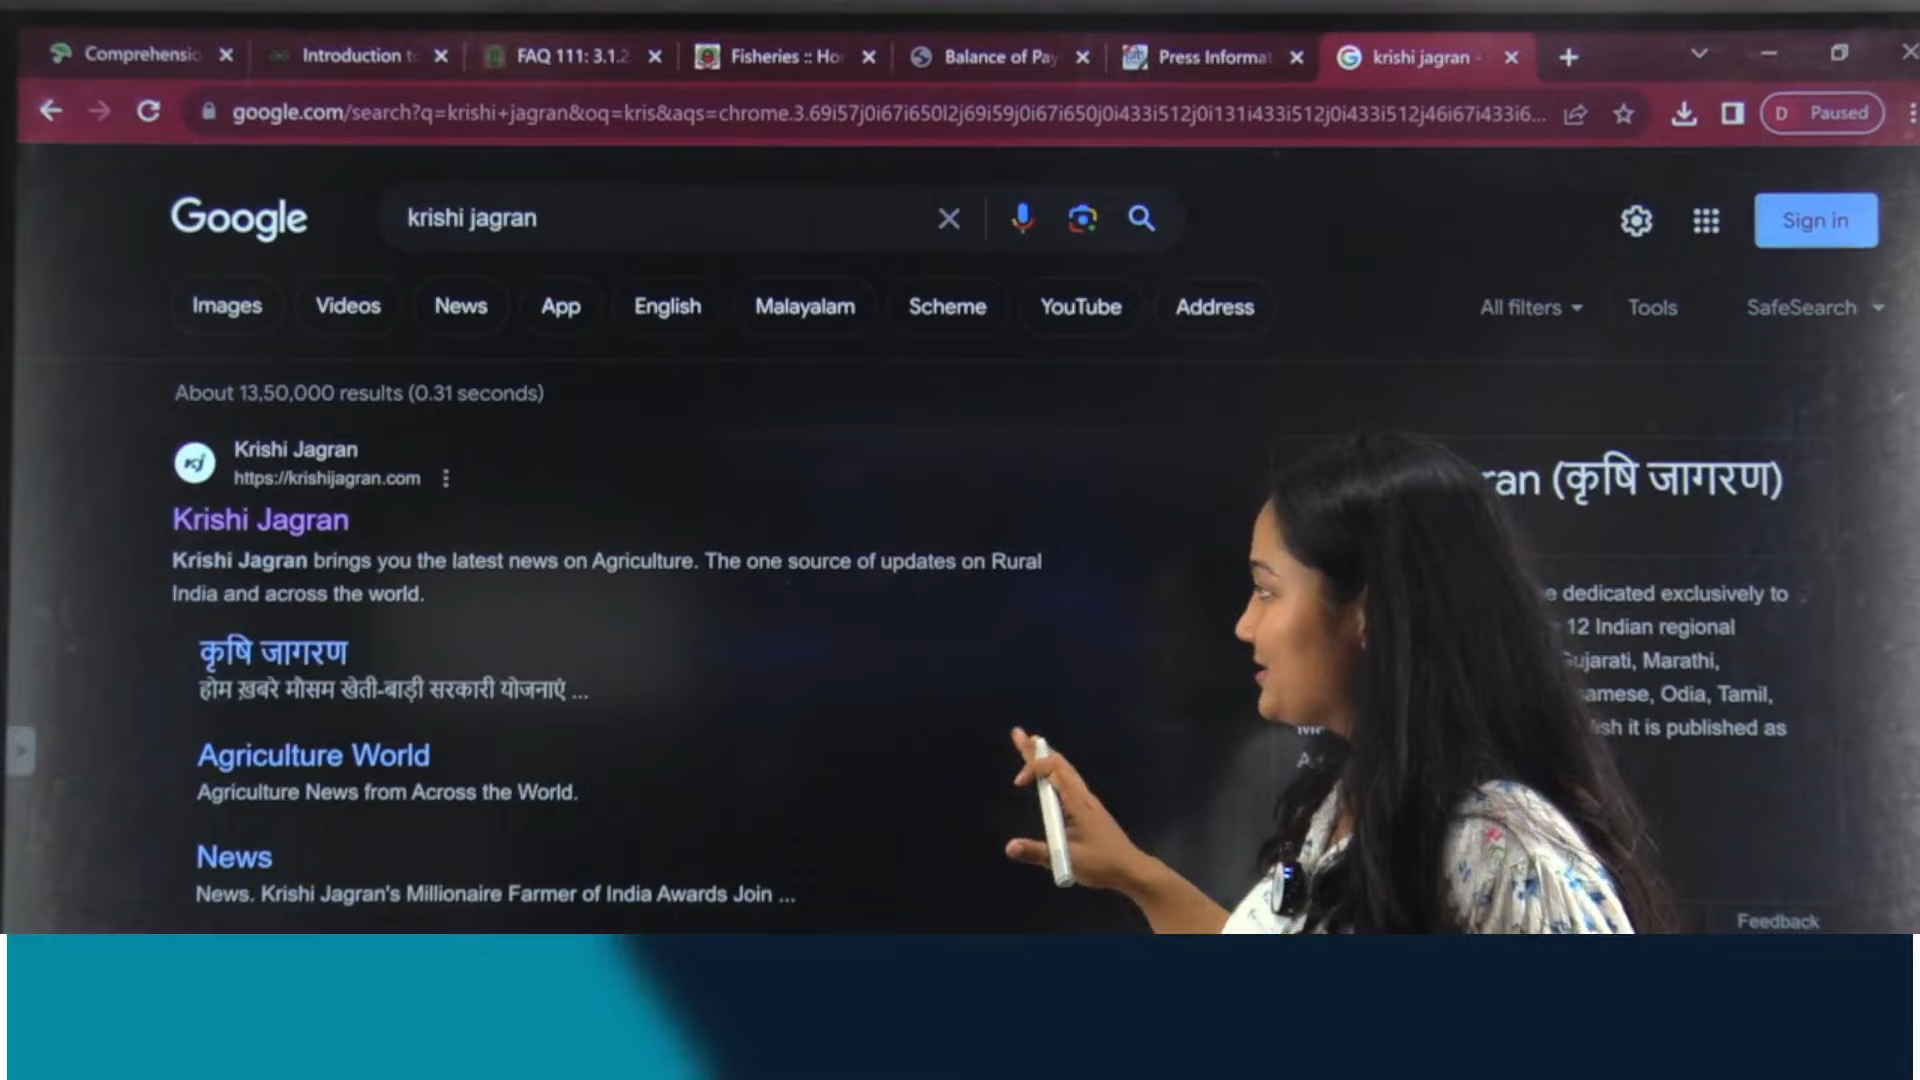 Comprehensio
Introduction to
FAQ 111: 3.1.2
Fisheries :: Ho
Balance of Pay
Press Informat
krishi jagran -
google.com/search?q=krishi+jagran&oq=kris&aqs=chrome.3.69i57j0i67i650l2j69i59j0i67i650j0i433i512j0i131i433i512j0i433i512j46i67i433i6...
D Paused
Google
krishi jagran
Sign in
Images
Videos
News
App
English
Malayalam
Scheme
YouTube
Address
All filters
Tools
SafeSearch
About 13,50,000 results (0.31 seconds)
KJ
Krishi Jagran
https://krishijagran.com
Krishi Jagran
Krishi Jagran brings you the latest news on Agriculture. The one source of updates on Rural
India and across the world.
कृषि जागरण
होम ख़बरे मौसम खेती-बाड़ी सरकारी योजनाएं ...
Agriculture World
Agriculture News from Across the World.
News
News. Krishi Jagran's Millionaire Farmer of India Awards Join ...
ran (कृषि जागरण)
e dedicated exclusively to
12 Indian regional
Gujarati, Marathi,
amese, Odia, Tamil,
ish it is published as
Feedback